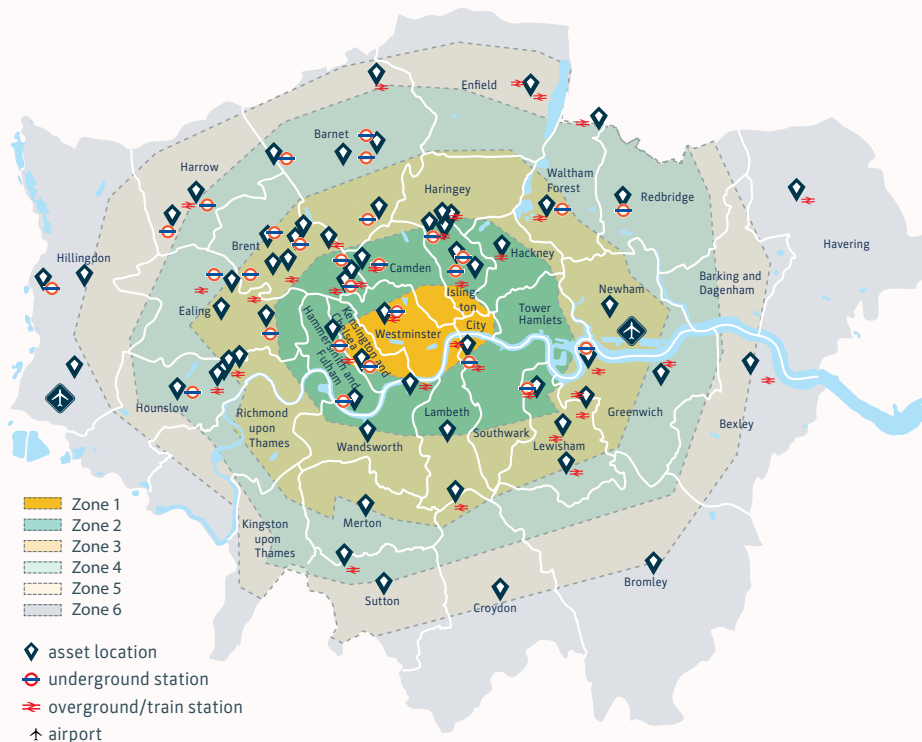 Enfield
Barnet
Harrow
Haringey
Waltham
Forest
Redbridge
Brent
Havering
Hillingdon
Camden
Hackney
Barking and
Dagenham
Newham
Isling-
ton
Ealing
Tower
Hamlets
City
Westminster
Kensington and
Chelsea
Hammersmith and
Fulham
Hounslow
Richmond
upon
Thames
Lambeth
Greenwich
Bexley
Southwark
Wandsworth
Lewisham
Merton
Kingston
upon
Thames
Sutton
Croydon
Bromley
Zone 1
Zone 2
Zone 3
Zone 4
Zone 5
Zone 6
asset location
underground station
overground/train station
airport